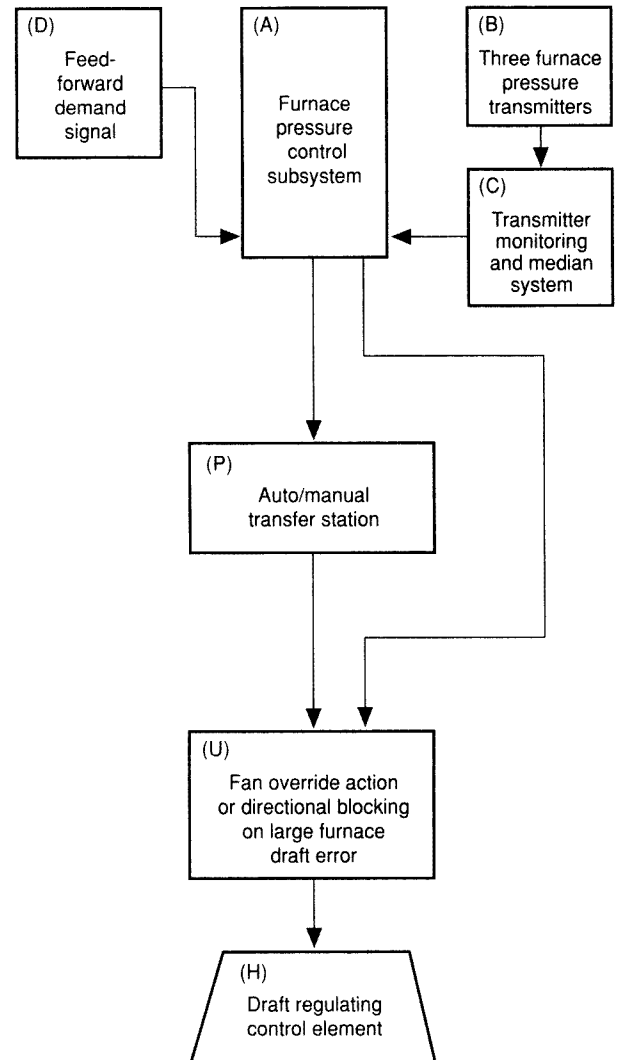 (D)
Feed-
forward
demand
signal
(A)
Furnace
pressure
control
subsystem
(B)
Three furnace
pressure
transmitters
(C)
Transmitter
monitoring
and median
system
(P)
Auto/manual
transfer station
(U)
Fan override action
or directional blocking
on large furnace
draft error
(H)
Draft regulating
control element